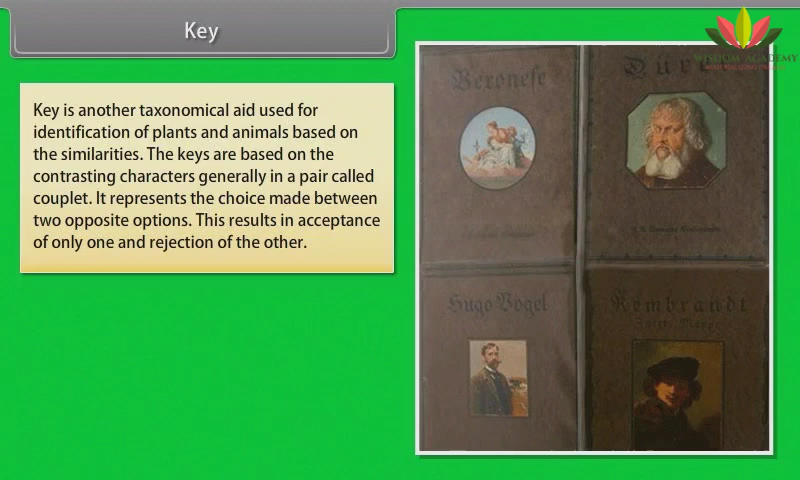 Key
WISDOM ACADEMY
Key is another taxonomical aid used for
identification of plants and animals based on
the similarities. The keys are based on the
contrasting characters generally in a pair called
couplet. It represents the choice made between
two opposite options. This results in acceptance
of only one and rejection of the other.
Veronese
Hugo Vogel
Rembrandt